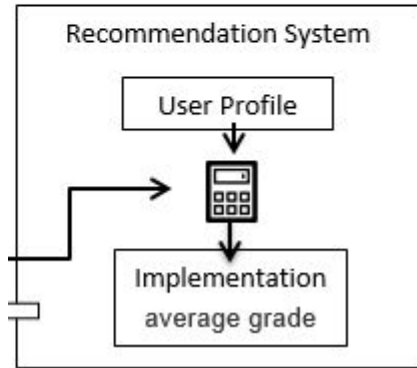 Recommendation System
User Profile
Implementation
average grade